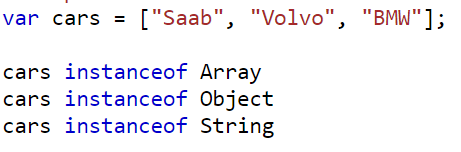 var cars = ["Saab", "Volvo", "BMW"];
cars instanceof Array
cars instanceof Object
cars instanceof String